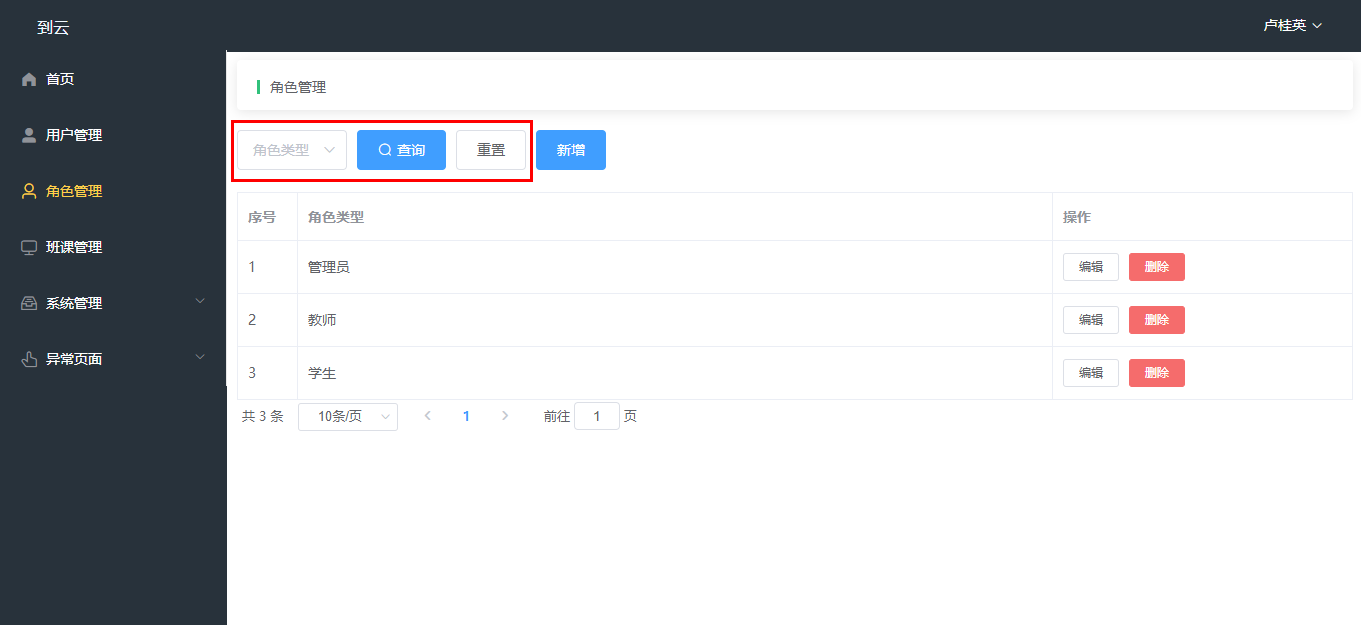 到云
卢桂英
首页
用户管理
角色管理
班课管理
系统管理
异常页面
角色管理
角色类型 查询 重置 新增
序号 角色类型 操作
1 管理员 编辑 删除
2 教师 编辑 删除
3 学生 编辑 删除
共 3 条 10条/页 1 前往 1 页